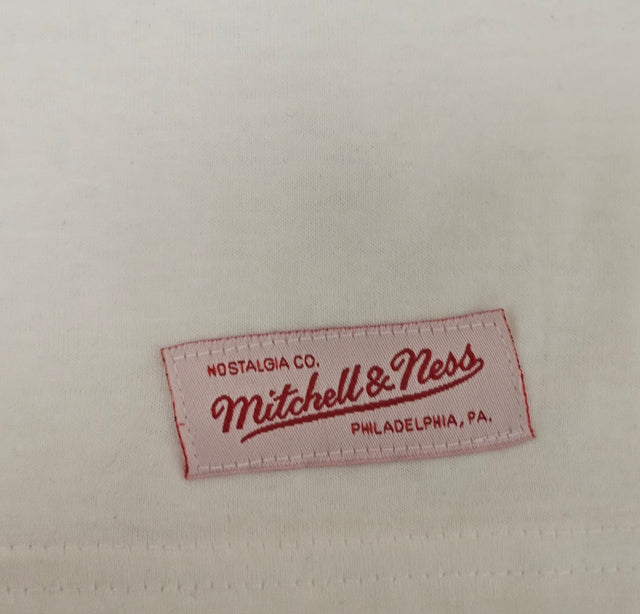 NOSTALGIA CO.
Mitchell & Ness
PHILADELPHIA, PA.